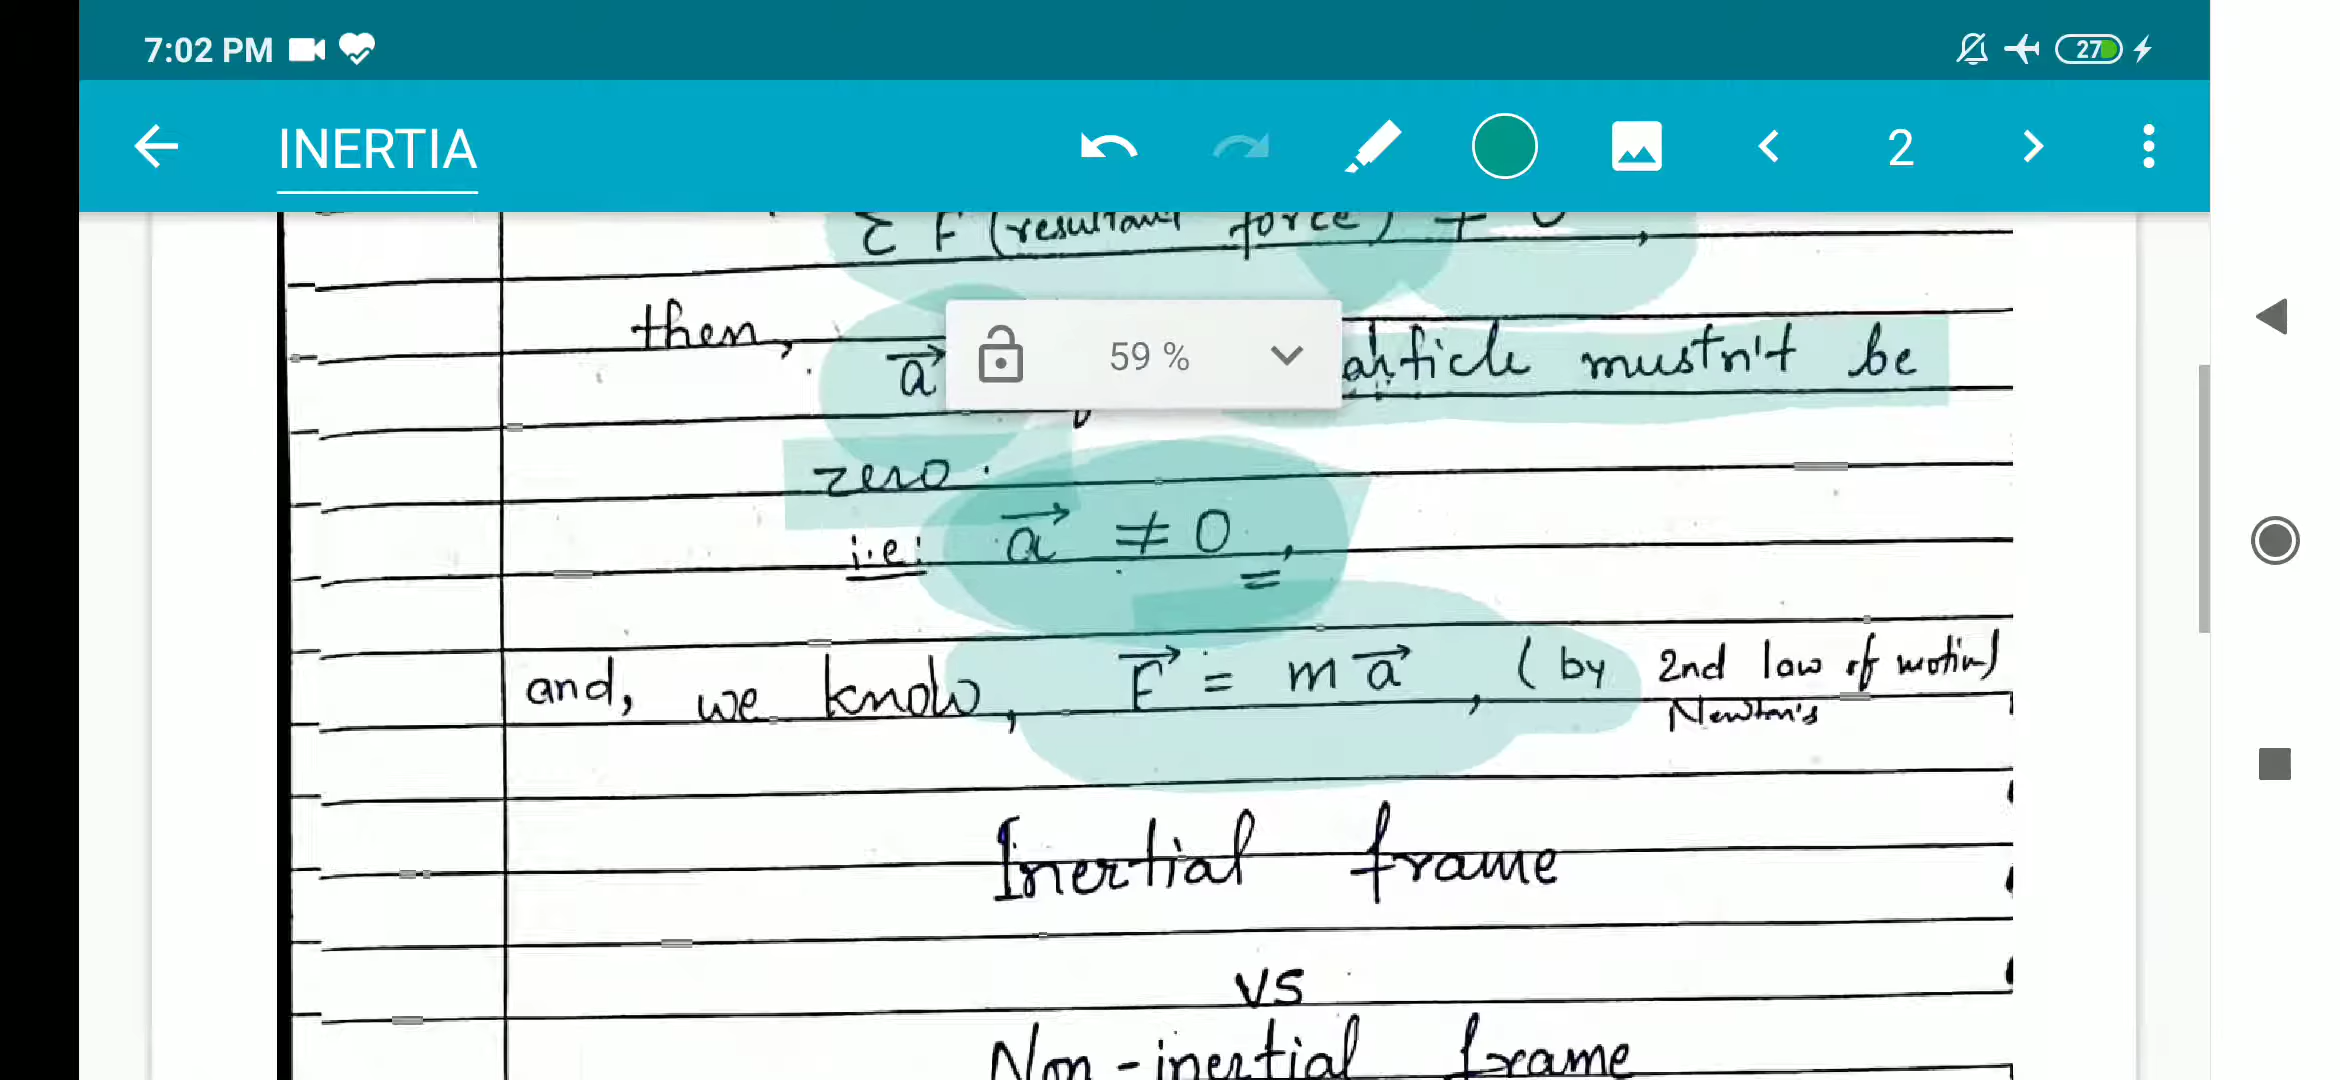 7:02 PM
27
INERTIA
2
Σ F (resultant force) ≠ 0,
then, a⃗ article mustn't be
59 %
zero.
i.e: a⃗ ≠ 0,
and, we know, F⃗ = m a⃗, (by 2nd law of motion)
Newton's
Inertial frame
vs
Non-inertial frame